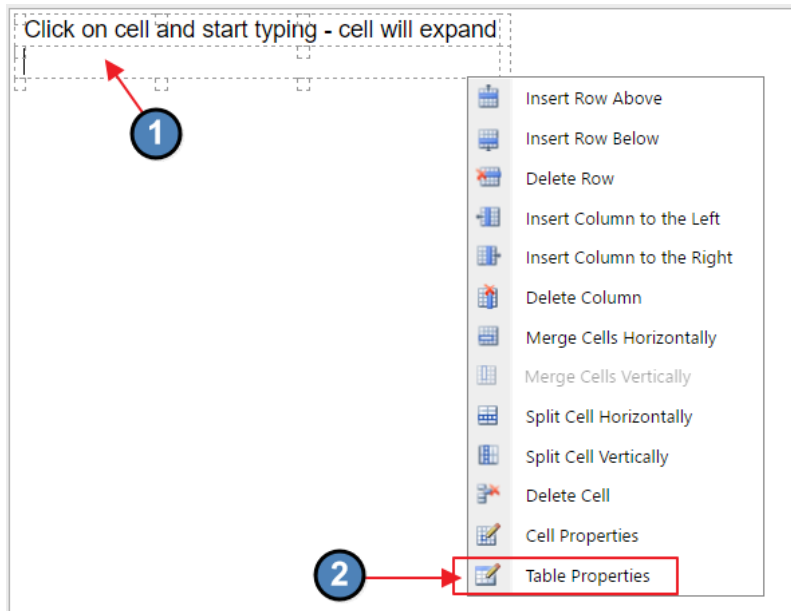 Click on cell and start typing - cell will expand
1
Insert Row Above
Insert Row Below
Delete Row
Insert Column to the Left
Insert Column to the Right
Delete Column
Merge Cells Horizontally
Merge Cells Vertically
Split Cell Horizontally
Split Cell Vertically
Delete Cell
Cell Properties
2
Table Properties